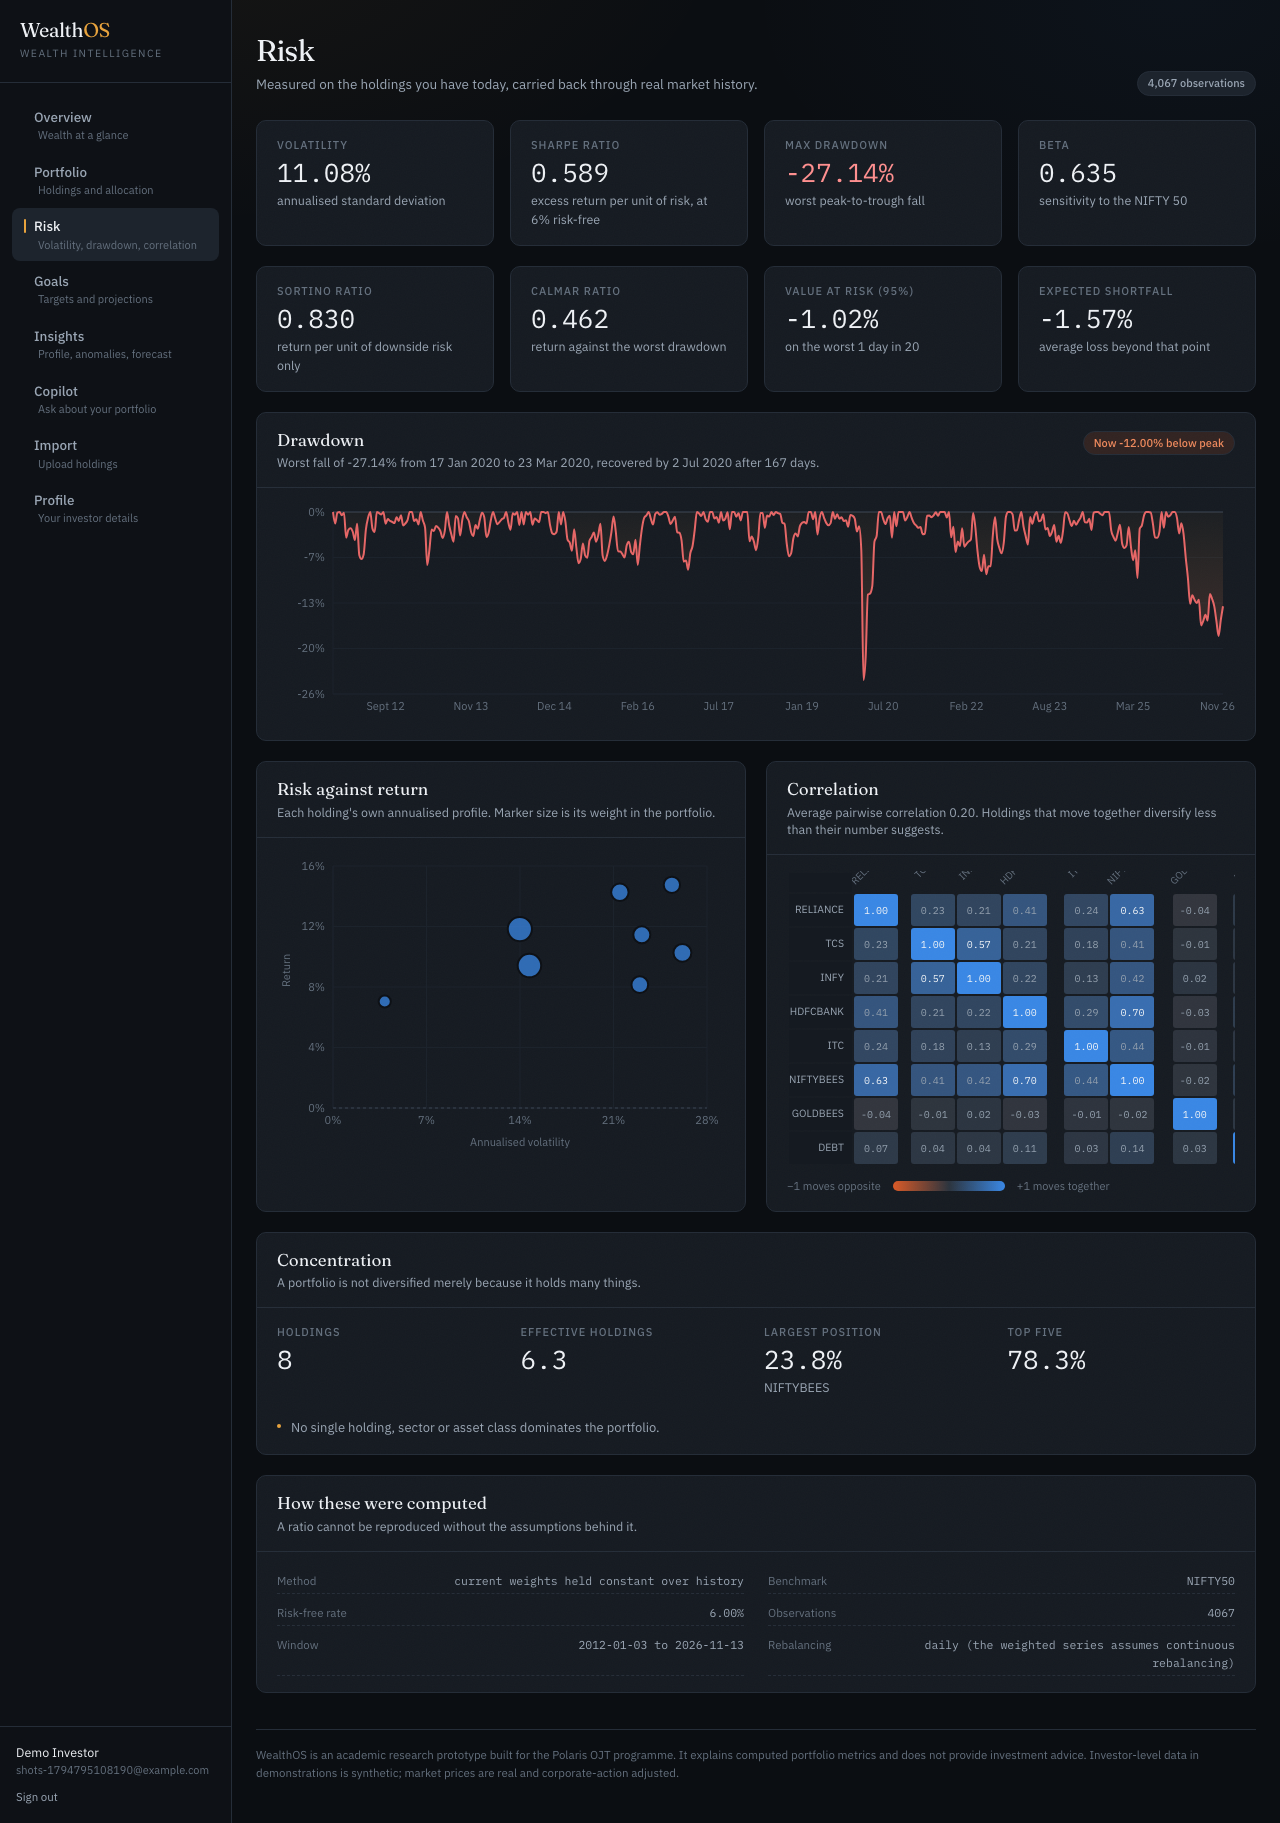 WealthOS
WEALTH INTELLIGENCE
Overview
Wealth at a glance
Portfolio
Holdings and allocation
Risk
Volatility, drawdown, correlation
Goals
Targets and projections
Insights
Profile, anomalies, forecast
Copilot
Ask about your portfolio
Import
Upload holdings
Profile
Your investor details
Demo Investor
shots-1794795108190@example.com
Sign out
Risk
Measured on the holdings you have today, carried back through real market history.
4,067 observations
VOLATILITY
11.08%
annualised standard deviation
SHARPE RATIO
0.589
excess return per unit of risk, at
6% risk-free
MAX DRAWDOWN
-27.14%
worst peak-to-trough fall
BETA
0.635
sensitivity to the NIFTY 50
SORTINO RATIO
0.830
return per unit of downside risk
only
CALMAR RATIO
0.462
return against the worst drawdown
VALUE AT RISK (95%)
-1.02%
on the worst 1 day in 20
EXPECTED SHORTFALL
-1.57%
average loss beyond that point
Drawdown
Worst fall of -27.14% from 17 Jan 2020 to 23 Mar 2020, recovered by 2 Jul 2020 after 167 days.
Now -12.00% below peak
0%
-7%
-13%
-20%
-26%
Sept 12 Nov 13 Dec 14 Feb 16 Jul 17 Jan 19 Jul 20 Feb 22 Aug 23 Mar 25 Nov 26
Risk against return
Each holding's own annualised profile. Marker size is its weight in the portfolio.
16%
12%
8%
4%
0%
Return
0% 7% 14% 21% 28%
Annualised volatility
Correlation
Average pairwise correlation 0.20. Holdings that move together diversify less
than their number suggests.
RELIANCE 1.00 0.23 0.21 0.41 0.24 0.63 -0.04
TCS 0.23 1.00 0.57 0.21 0.18 0.41 -0.01
INFY 0.21 0.57 1.00 0.22 0.13 0.42 0.02
HDFCBANK 0.41 0.21 0.22 1.00 0.29 0.70 -0.03
ITC 0.24 0.18 0.13 0.29 1.00 0.44 -0.01
NIFTYBEES 0.63 0.41 0.42 0.70 0.44 1.00 -0.02
GOLDBEES -0.04 -0.01 0.02 -0.03 -0.01 -0.02 1.00
DEBT 0.07 0.04 0.04 0.11 0.03 0.14 0.03
−1 moves opposite
+1 moves together
Concentration
A portfolio is not diversified merely because it holds many things.
HOLDINGS
8
EFFECTIVE HOLDINGS
6.3
LARGEST POSITION
23.8%
NIFTYBEES
TOP FIVE
78.3%
No single holding, sector or asset class dominates the portfolio.
How these were computed
A ratio cannot be reproduced without the assumptions behind it.
Method current weights held constant over history
Benchmark NIFTY50
Risk-free rate 6.00%
Observations 4067
Window 2012-01-03 to 2026-11-13
Rebalancing daily (the weighted series assumes continuous
rebalancing)
WealthOS is an academic research prototype built for the Polaris OJT programme. It explains computed portfolio metrics and does not provide investment advice. Investor-level data in
demonstrations is synthetic; market prices are real and corporate-action adjusted.